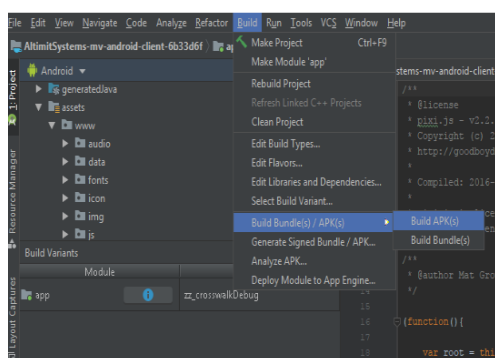 File Edit View Navigate Code Analyze Refactor Build Run Tools VCS Window Help
AltimitSystems-mv-android-client-6b33d6f
Make Project Ctrl+F9
Make Module 'app'
Rebuild Project
Refresh Linked C++ Projects
Clean Project
Edit Build Types...
Edit Flavors...
Edit Libraries and Dependencies...
Select Build Variant...
Build Bundle(s) / APK(s)
Generate Signed Bundle / APK...
Analyze APK...
Deploy Module to App Engine...
Build APK(s)
Build Bundle(s)
1: Project
Resource Manager
Layout Captures
Android
generatedJava
assets
www
audio
data
fonts
icon
img
js
Build Variants
Module
app
zz_crosswalkDebug
stems-mv-android-client
/**
* @license
* pixi.js - v2.2.
* Copyright (c) 2
* http://goodboyd
*
* Compiled: 2016-
*
/**
* @author Mat Gro
*/
15
16 (function(){
17
18 var root = thi